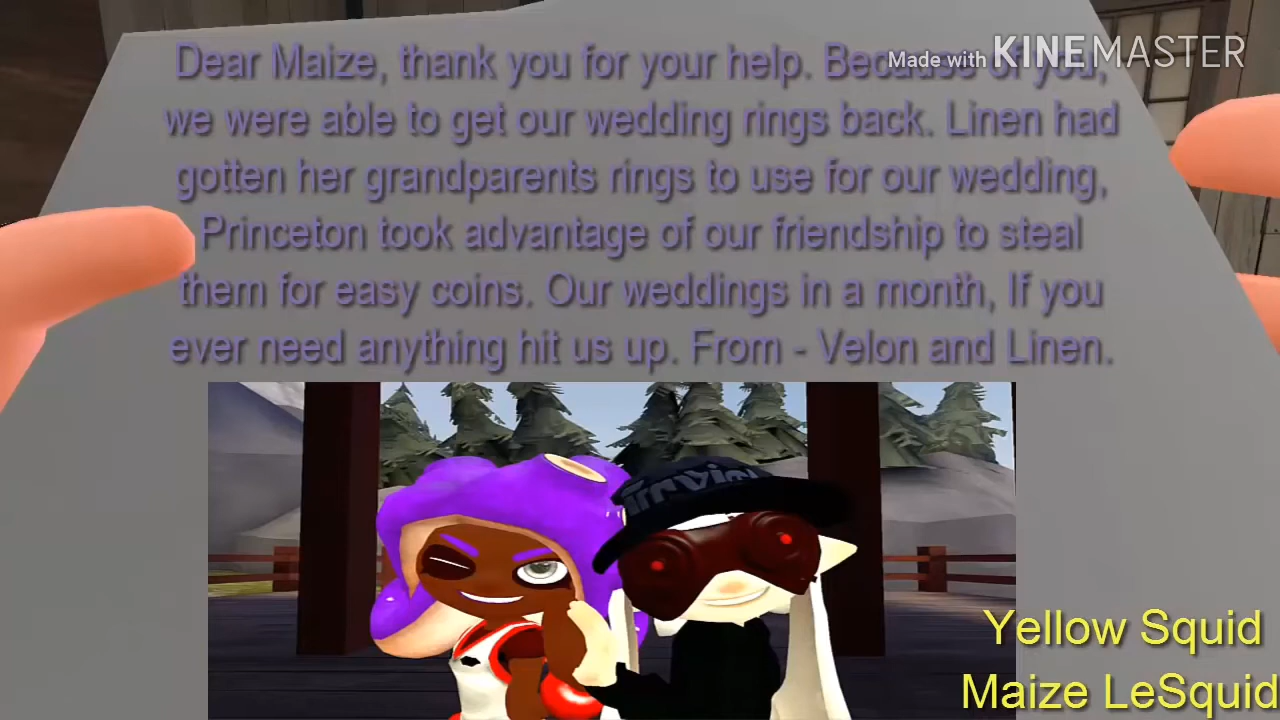 Made with KINEMASTER
Dear Maize, thank you for your help. Because of you,
we were able to get our wedding rings back. Linen had
gotten her grandparents rings to use for our wedding,
Princeton took advantage of our friendship to steal
them for easy coins. Our weddings in a month, If you
ever need anything hit us up. From - Velon and Linen.
Yellow Squid
Maize LeSquid